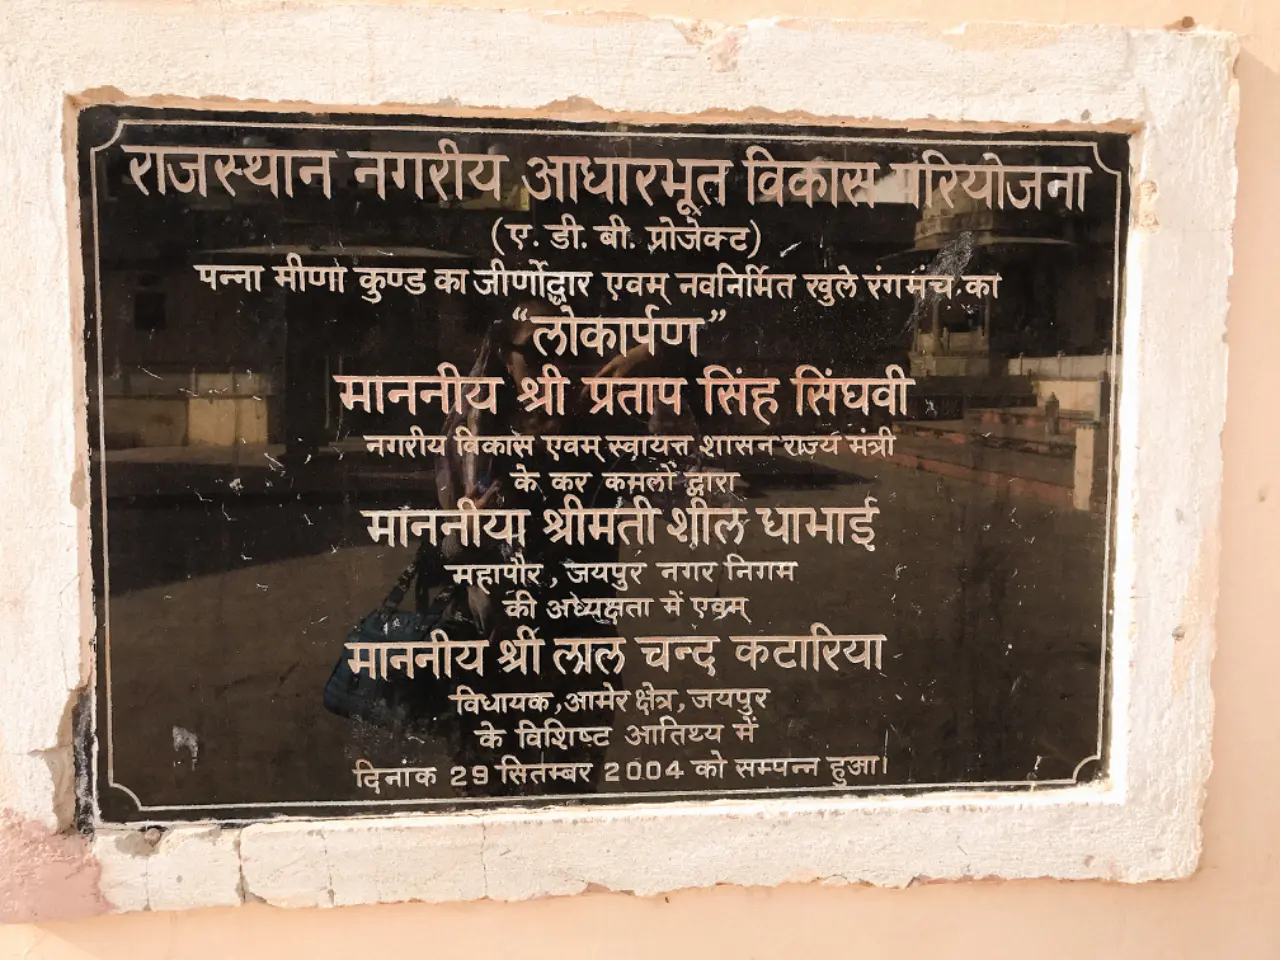 राजस्थान नगरीय आधारभूत विकास परियोजना
(ए. डी. बी. प्रोजेक्ट)
पन्ना मीणा कुण्ड का जीर्णोद्धार एवम् नवनिर्मित खुले रंगमंच का
“लोकार्पण”
माननीय श्री प्रताप सिंह सिंघवी
नगरीय विकास एवम् स्वायत्त शासन राज्य मंत्री
के कर कमलों द्वारा
माननीया श्रीमती शील धाभाई
महापौर, जयपुर नगर निगम
की अध्यक्षता में एवम्
माननीय श्री लाल चन्द कटारिया
विधायक, आमेर क्षेत्र, जयपुर
के विशिष्ट आतिथ्य में
दिनाक 29 सितम्बर 2004 को सम्पन्न हुआ।